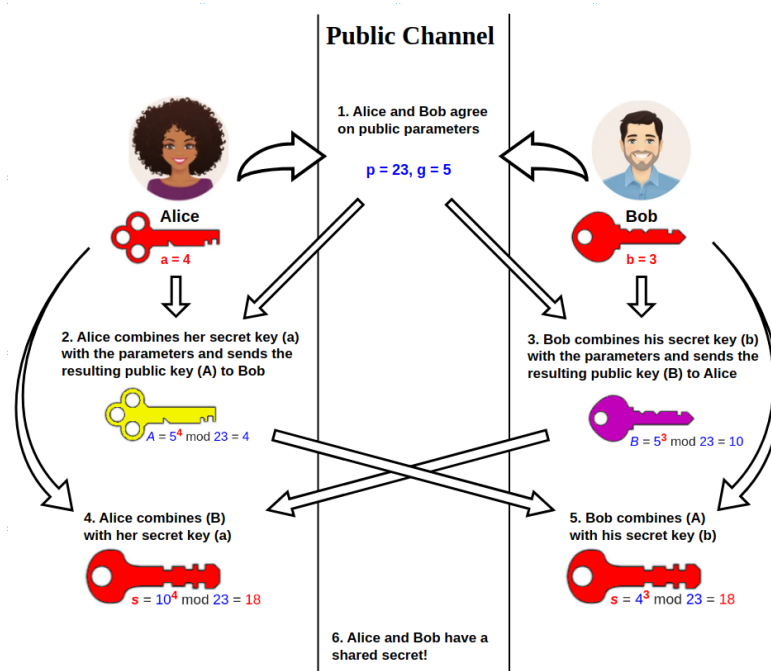 Public Channel
1. Alice and Bob agree
on public parameters
p = 23, g = 5
Alice
a = 4
Bob
b = 3
2. Alice combines her secret key (a)
with the parameters and sends the
resulting public key (A) to Bob
A = 5⁴ mod 23 = 4
3. Bob combines his secret key (b)
with the parameters and sends the
resulting public key (B) to Alice
B = 5³ mod 23 = 10
4. Alice combines (B)
with her secret key (a)
s = 10⁴ mod 23 = 18
5. Bob combines (A)
with his secret key (b)
s = 4³ mod 23 = 18
6. Alice and Bob have a
shared secret!